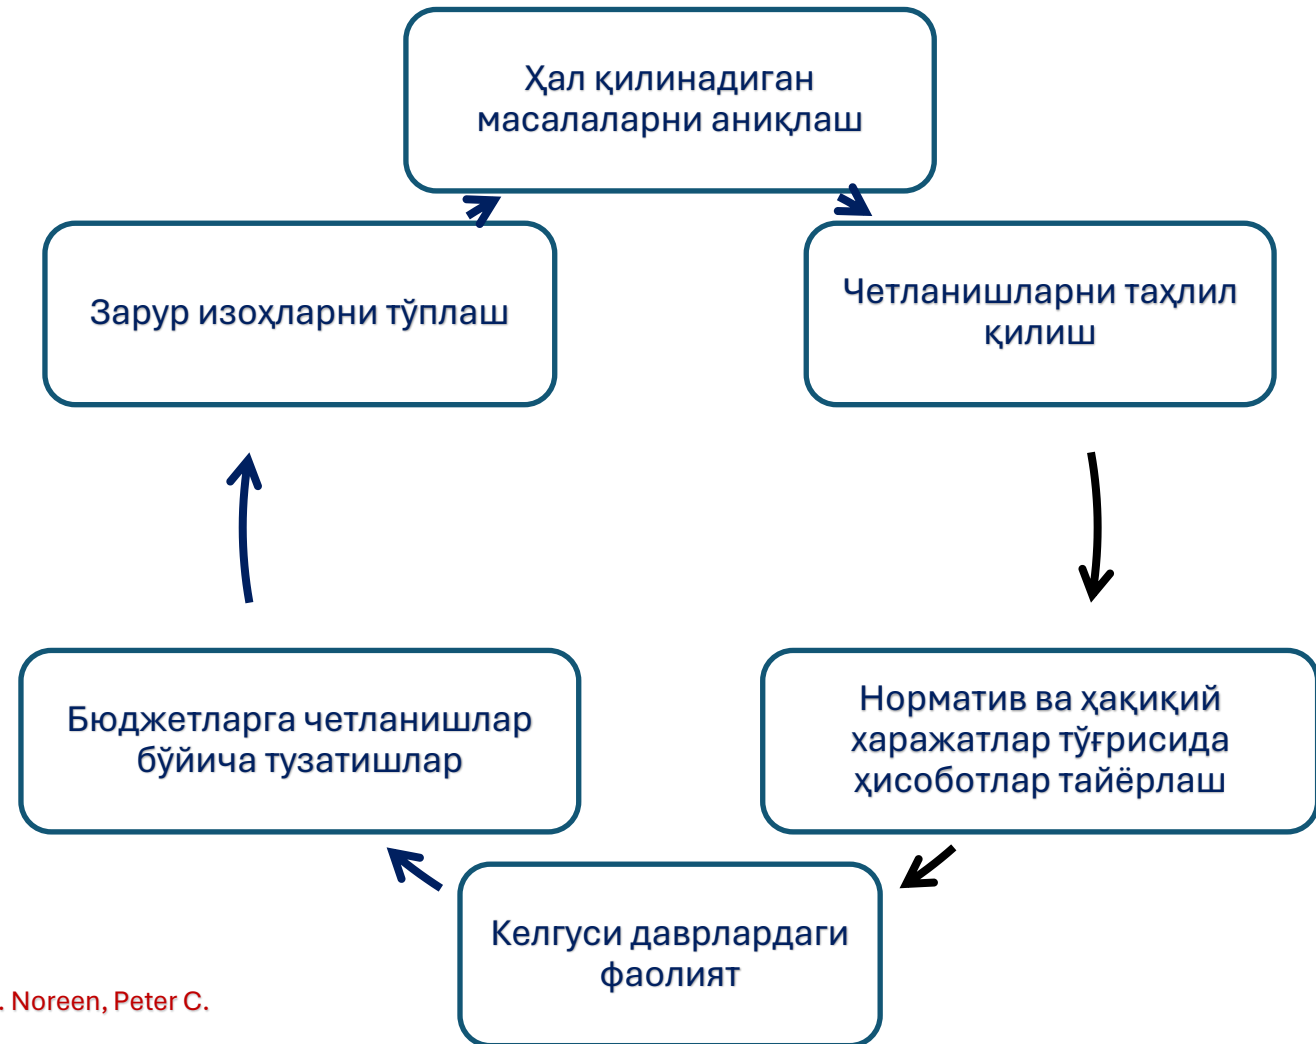 Ҳал қилинадиган
масалаларни аниқлаш
Зарур изоҳларни тўплаш
Четланишларни таҳлил
қилиш
Бюджетларга четланишлар
бўйича тузатишлар
Норматив ва ҳақиқий
харажатлар тўғрисида
ҳисоботлар тайёрлаш
Келгуси даврлардаги
фаолият
. Noreen, Peter C.